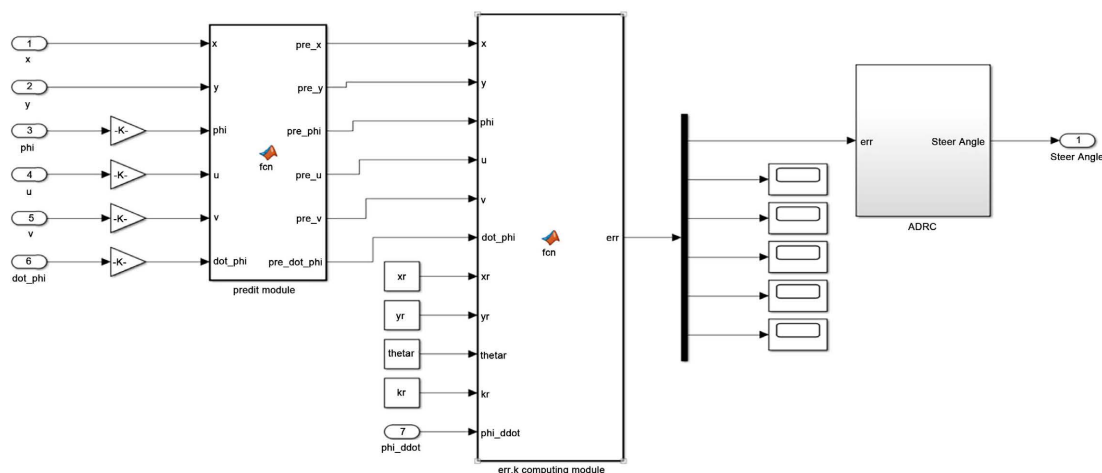 1
x
2
y
3
phi
4
u
5
v
6
dot_phi
-K-
-K-
-K-
-K-
x
y
phi
u
v
dot_phi
fcn
pre_x
pre_y
pre_phi
pre_u
pre_v
pre_dot_phi
predit module
xr
yr
thetar
kr
7
phi_ddot
x
y
phi
u
v
dot_phi
xr
yr
thetar
kr
phi_ddot
fcn
err
err,k computing module
err
Steer Angle
ADRC
1
Steer Angle